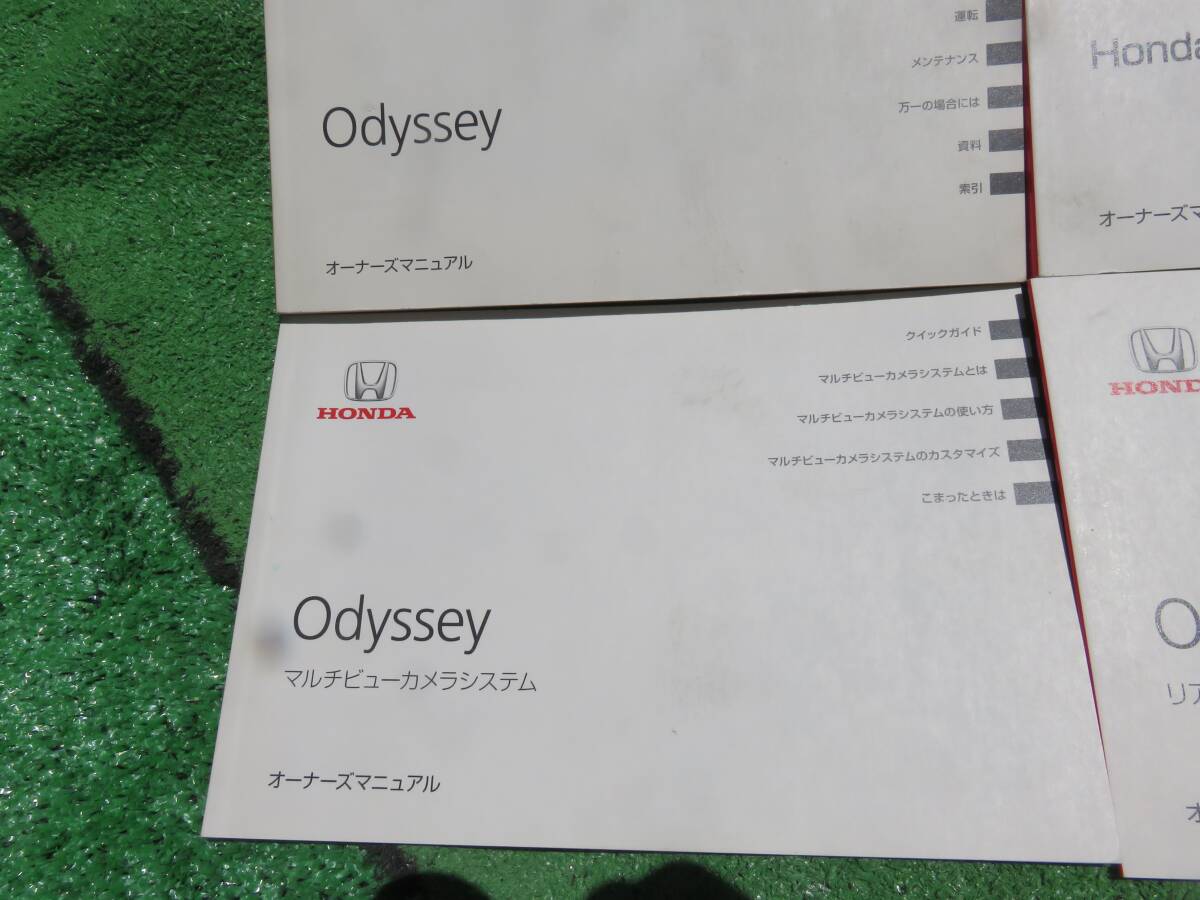 運転
メンテナンス
万一の場合には
資料
索引
Odyssey
オーナーズマニュアル
Honda
オーナーズマ
クイックガイド
マルチビューカメラシステムとは
マルチビューカメラシステムの使い方
マルチビューカメラシステムのカスタマイズ
こまったときは
HONDA
Odyssey
マルチビューカメラシステム
オーナーズマニュアル
HOND
O
リア
オ